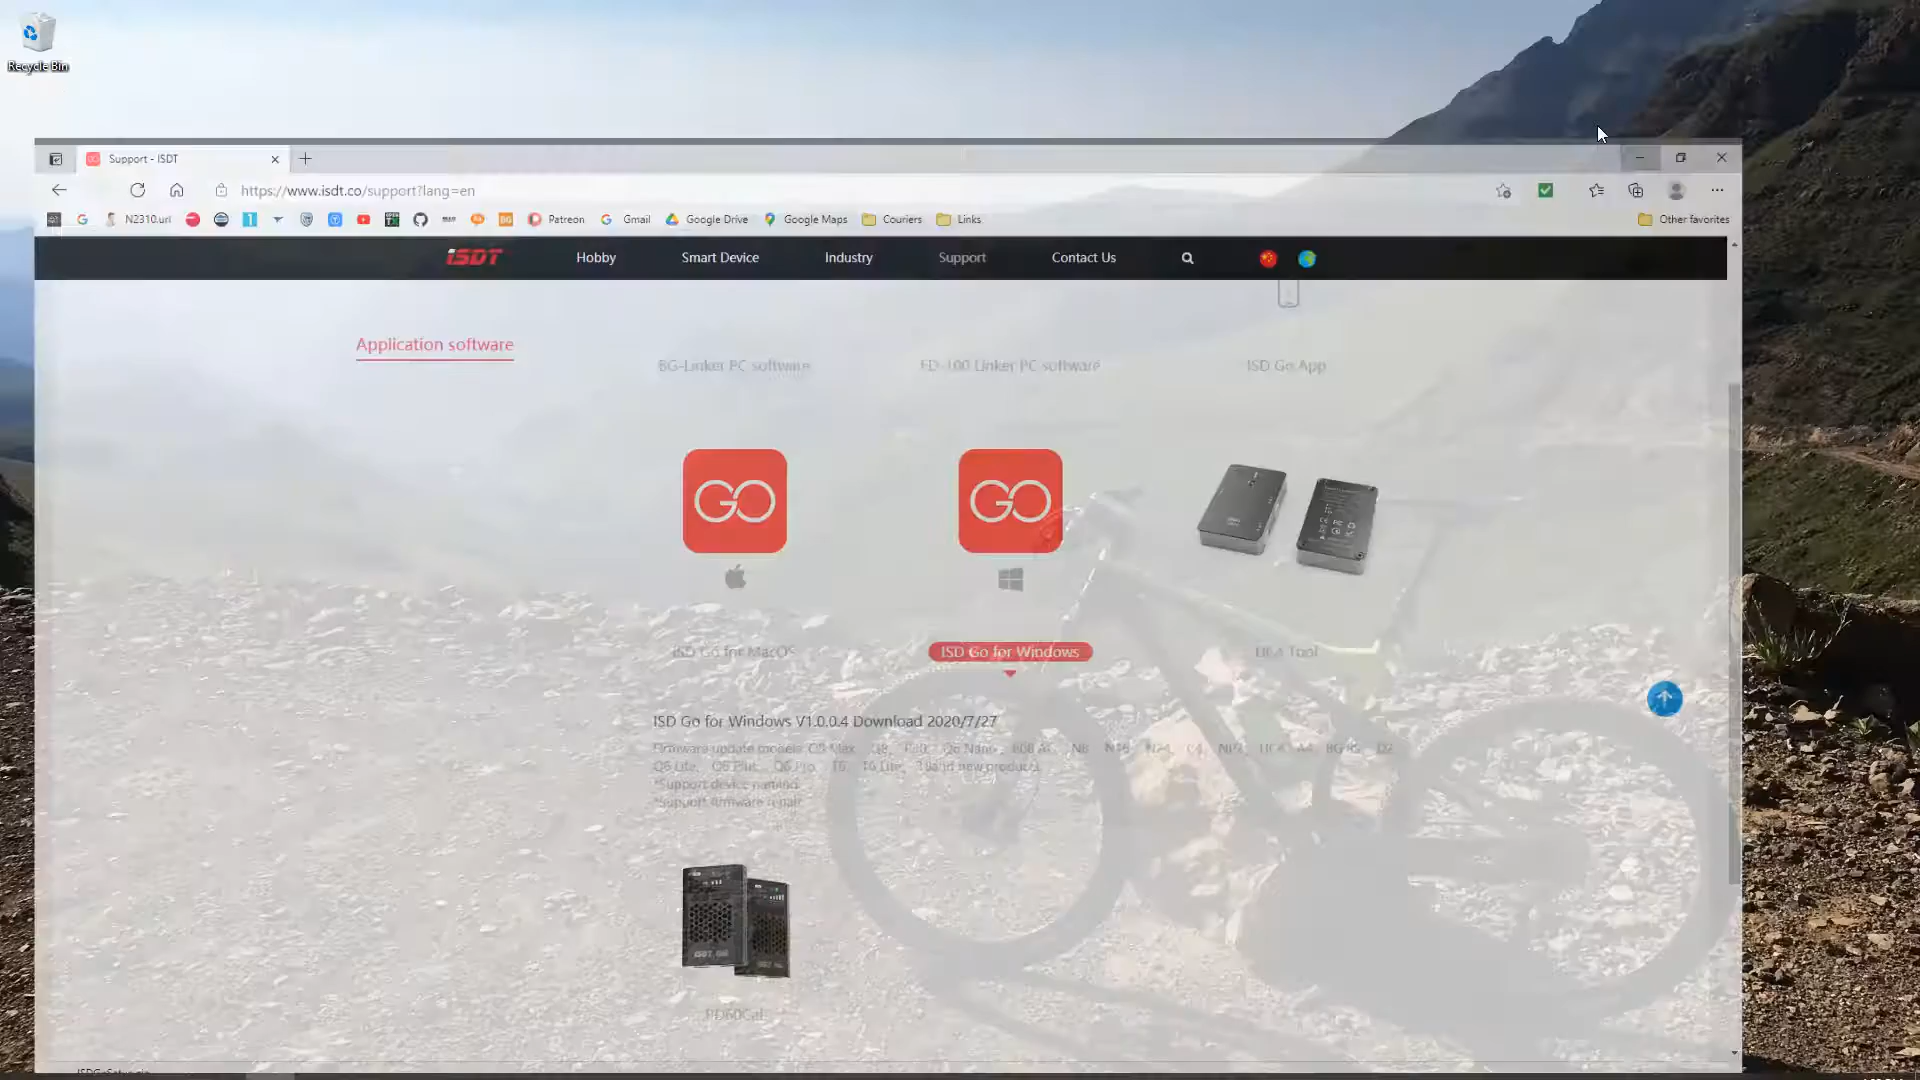 Recycle Bin
Support - ISDT
https://www.isdt.co/support?lang=en
N2310.url
Patreon
Gmail
Google Drive
Google Maps
Couriers
Links
Other favorites
ISDT
Hobby
Smart Device
Industry
Support
Contact Us
Application software
BG-Linker PC software
FD-100 Linker PC software
ISD Go App
GO
GO
ISD Go for MacOS
ISD Go for Windows
UC4 Tool
ISD Go for Windows V1.0.0.4 Download 2020/7/27
Firmware update models:
Q6 Lite, Q6 Plus, Q6 Pro, T6, T6 Lite, T8and new products
*Support device naming
*Support firmware repair
PD60Cal